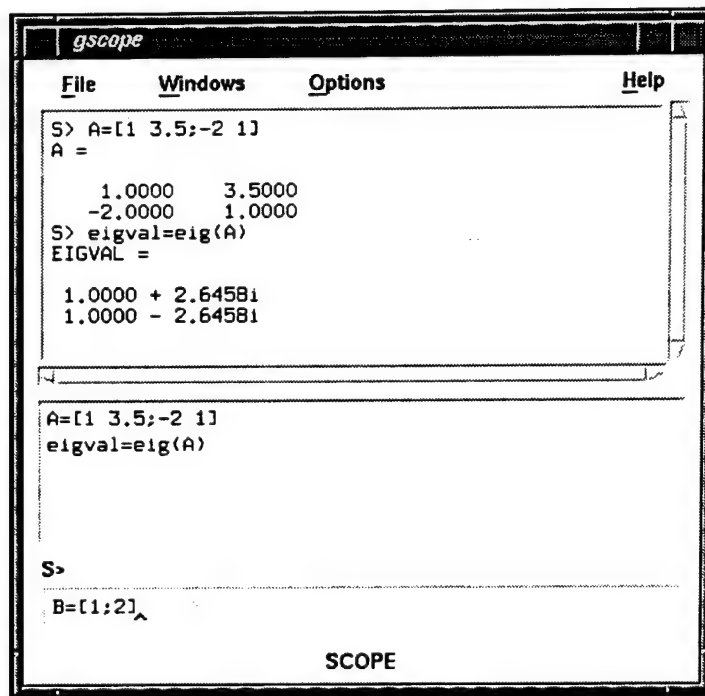 gscope
File Windows Options Help
S> A=[1 3.5;-2 1]
A =
1.0000 3.5000
-2.0000 1.0000
S> eigval=eig(A)
EIGVAL =
1.0000 + 2.6458i
1.0000 - 2.6458i
A=[1 3.5;-2 1]
eigval=eig(A)
S>
B=[1;2]^
SCOPE